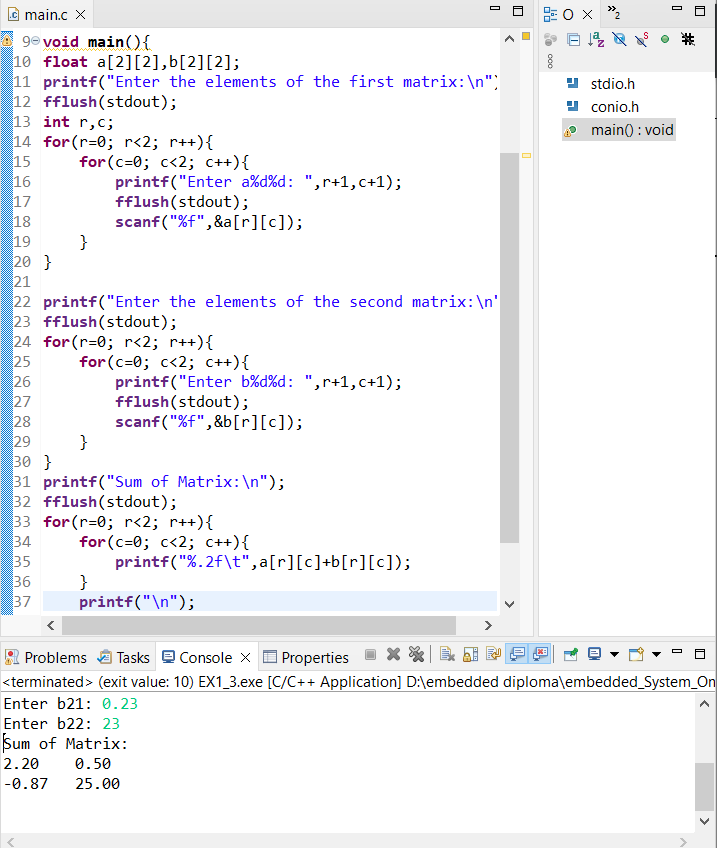 main.c
O
2
9 void main(){
10 float a[2][2],b[2][2];
11 printf("Enter the elements of the first matrix:\n")
12 fflush(stdout);
13 int r,c;
14 for(r=0; r<2; r++){
15 for(c=0; c<2; c++){
16 printf("Enter a%d%d: ",r+1,c+1);
17 fflush(stdout);
18 scanf("%f",&a[r][c]);
19 }
20 }
21
22 printf("Enter the elements of the second matrix:\n"
23 fflush(stdout);
24 for(r=0; r<2; r++){
25 for(c=0; c<2; c++){
26 printf("Enter b%d%d: ",r+1,c+1);
27 fflush(stdout);
28 scanf("%f",&b[r][c]);
29 }
30 }
31 printf("Sum of Matrix:\n");
32 fflush(stdout);
33 for(r=0; r<2; r++){
34 for(c=0; c<2; c++){
35 printf("%.2f\t",a[r][c]+b[r][c]);
36 }
37 printf("\n");
stdio.h
conio.h
main() : void
Problems Tasks Console Properties
<terminated> (exit value: 10) EX1_3.exe [C/C++ Application] D:\embedded diploma\embedded_System_On
Enter b21: 0.23
Enter b22: 23
Sum of Matrix:
2.20 0.50
-0.87 25.00